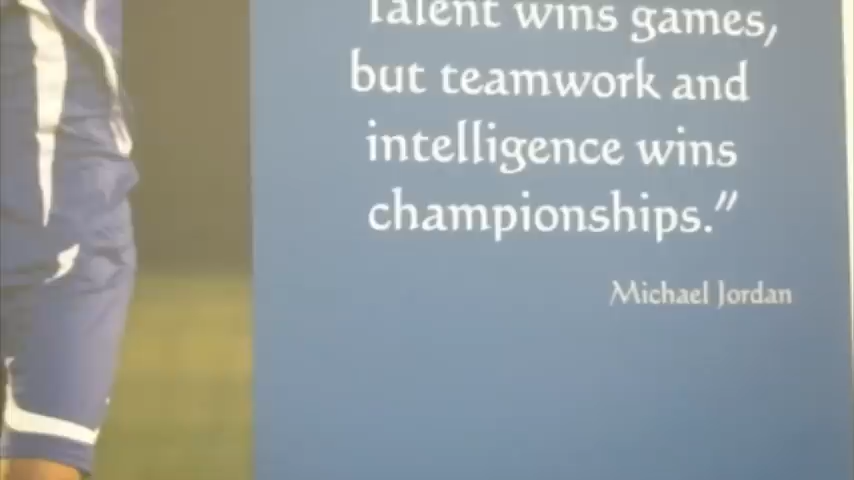 Talent wins games,
but teamwork and
intelligence wins
championships.”
Michael Jordan